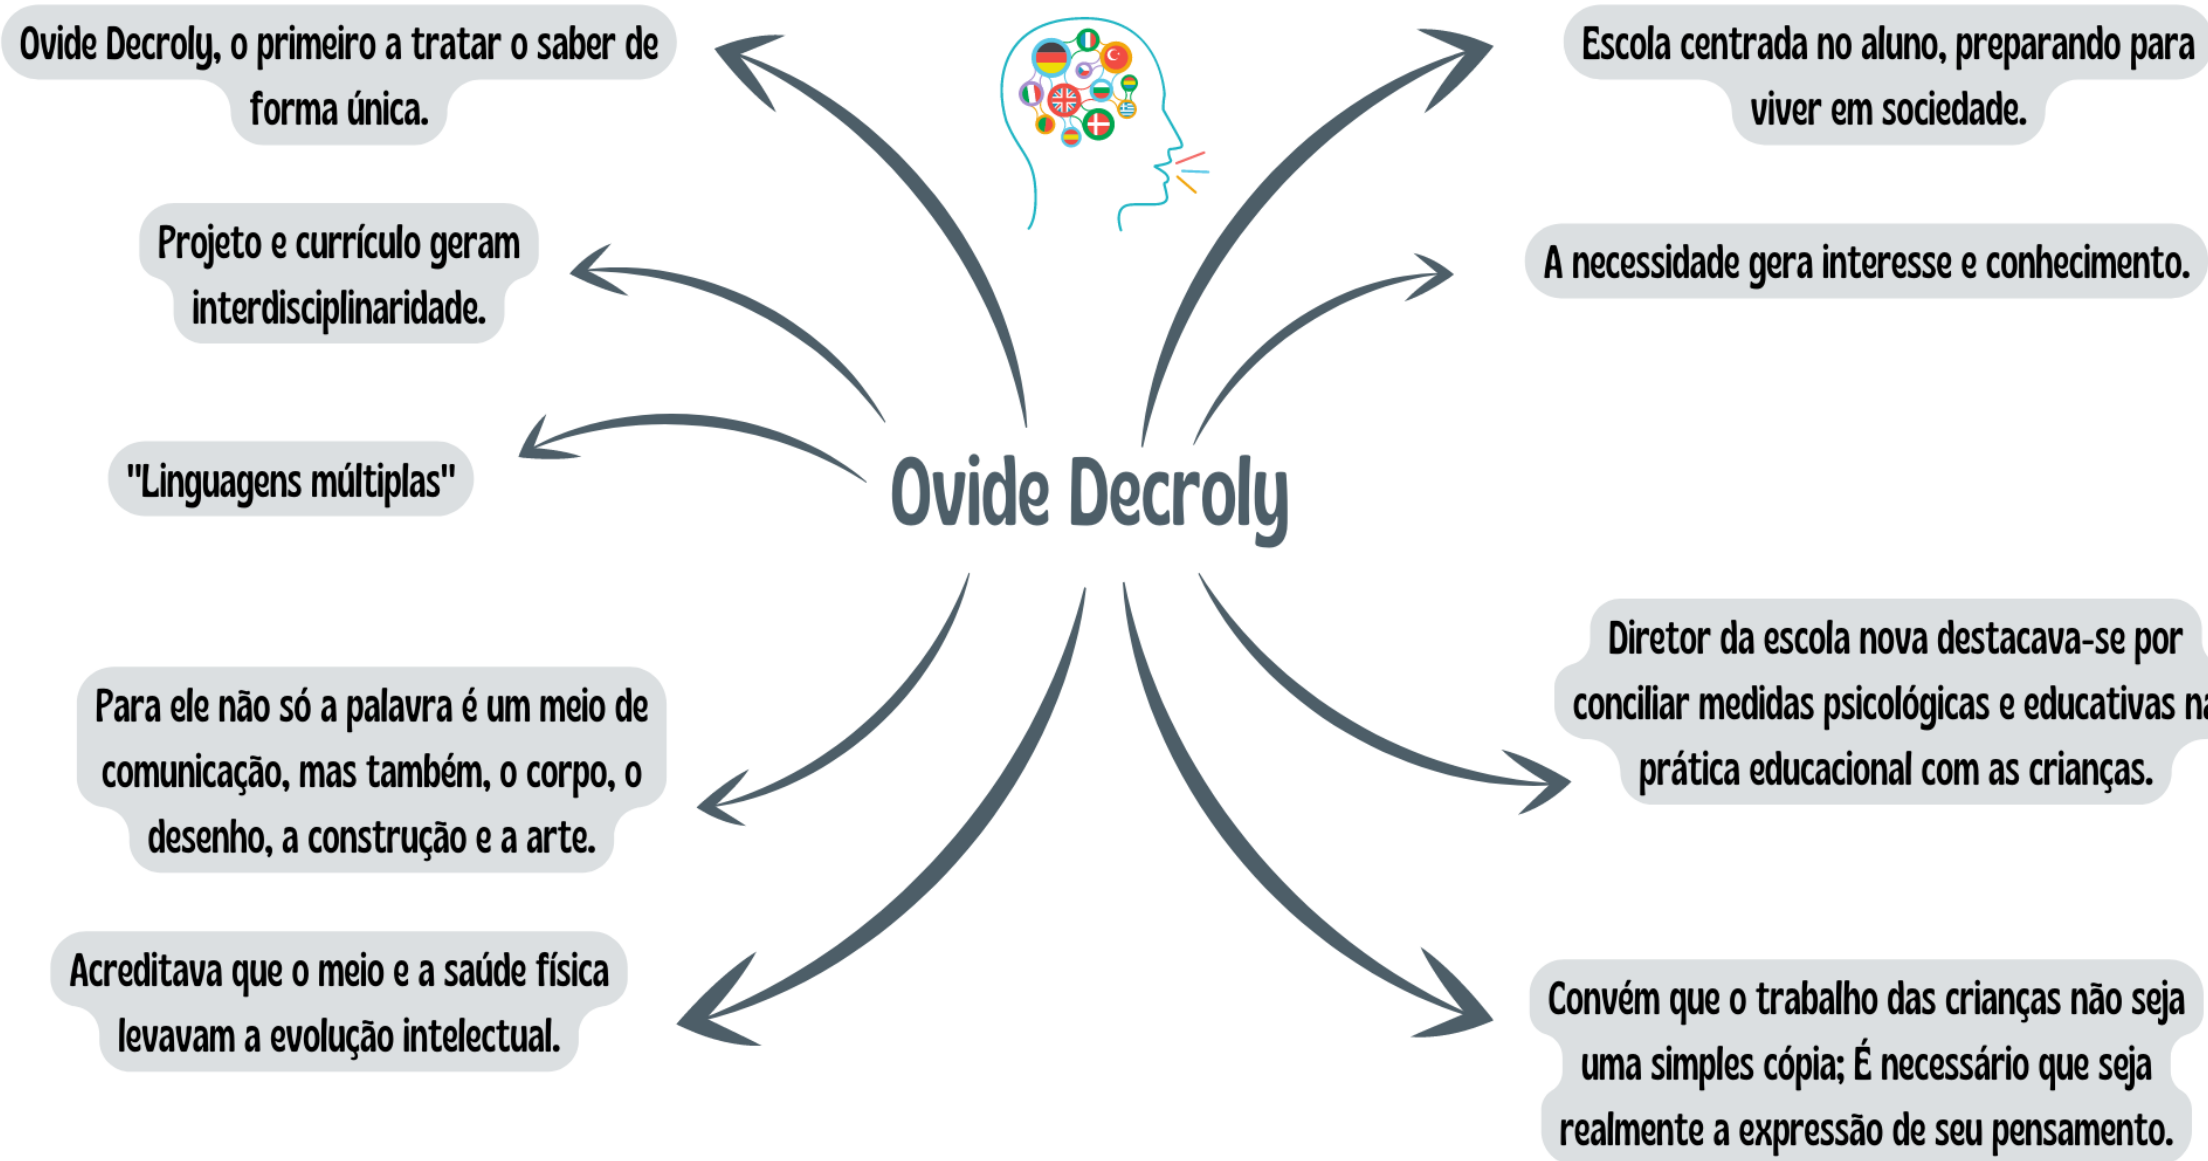 Ovide Decroly, o primeiro a tratar o saber de
forma única.
Projeto e currículo geram
interdisciplinaridade.
"Linguagens múltiplas"
Para ele não só a palavra é um meio de
comunicação, mas também, o corpo, o
desenho, a construção e a arte.
Acreditava que o meio e a saúde física
levavam a evolução intelectual.
Ovide Decroly
Escola centrada no aluno, preparando para
viver em sociedade.
A necessidade gera interesse e conhecimento.
Diretor da escola nova destacava-se por
conciliar medidas psicológicas e educativas na
prática educacional com as crianças.
Convém que o trabalho das crianças não seja
uma simples cópia; É necessário que seja
realmente a expressão de seu pensamento.